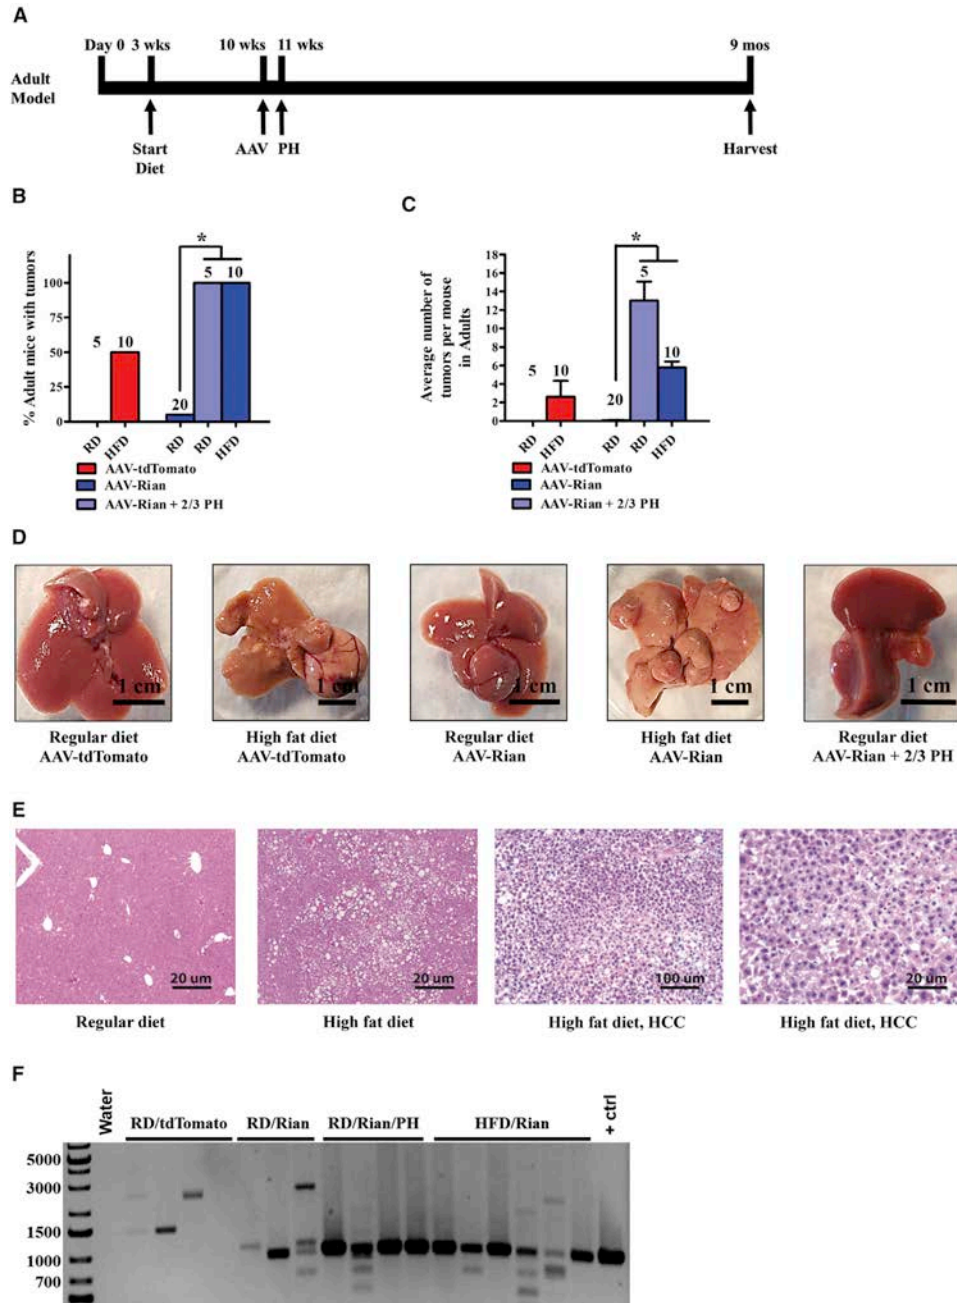 A
Day 0 3 wks 10 wks 11 wks 9 mos
Adult
Model
Start
Diet
AAV PH
Harvest
B
% Adult mice with tumors
100
75
50
25
0
5 10 20 5 10
*
RD HFD RD RD HFD
AAV-tdTomato
AAV-Rian
AAV-Rian + 2/3 PH
C
Average number of
tumors per mouse
in Adults
18
16
14
12
10
8
6
4
2
0
5 10 20 5 10
*
RD HFD RD RD HFD
AAV-tdTomato
AAV-Rian
AAV-Rian + 2/3 PH
D
1 cm 1 cm 1 cm 1 cm 1 cm
Regular diet
AAV-tdTomato
High fat diet
AAV-tdTomato
Regular diet
AAV-Rian
High fat diet
AAV-Rian
Regular diet
AAV-Rian + 2/3 PH
E
20 um 20 um 100 um 20 um
Regular diet
High fat diet
High fat diet, HCC
High fat diet, HCC
F
Water
RD/tdTomato RD/Rian RD/Rian/PH HFD/Rian
+ ctrl
5000
3000
1500
1000
700